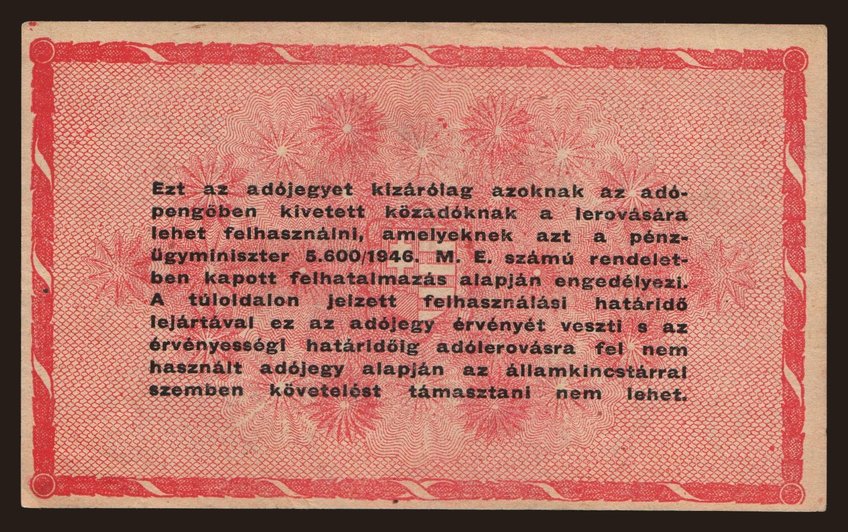 Ezt az adójegyet kizárólag azoknak az adó-
pengőben kivetett közadóknak a lerovására
lehet felhasználni, amelyeknek azt a pénz-
ügyminiszter 5.600/1946. M. E. számú rendelet-
ben kapott felhatalmazás alapján engedélyezi.
A túloldalon jelzett felhasználási határidő
lejártával ez az adójegy érvényét veszti s az
érvényességi határidőig adólerovásra fel nem
használt adójegy alapján az államkincstárral
szemben követelést támasztani nem lehet.